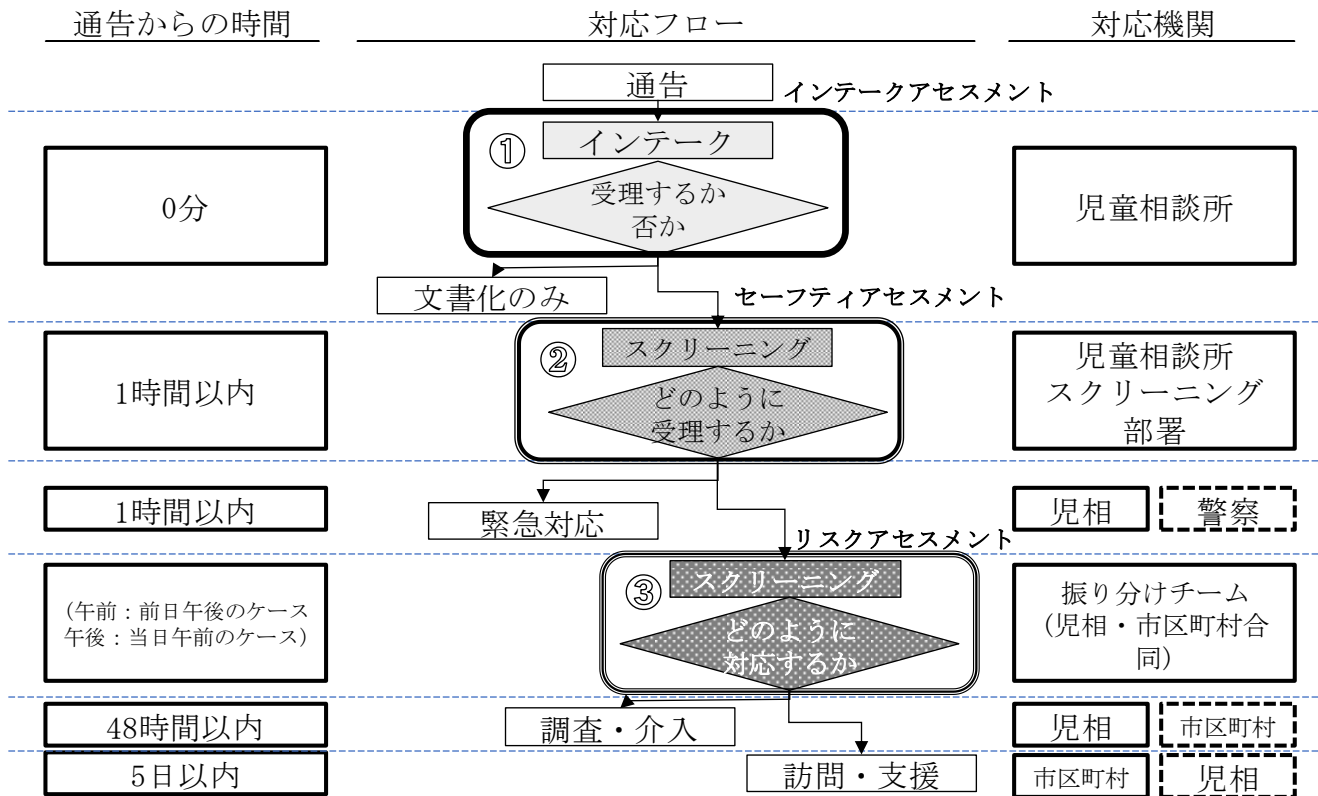 通告からの時間
対応フロー
対応機関
通告
インテークアセスメント
0分
①
インテーク
受理するか
否か
児童相談所
文書化のみ
セーフティアセスメント
1時間以内
②
スクリーニング
どのように
受理するか
児童相談所
スクリーニング
部署
1時間以内
緊急対応
児相
警察
リスクアセスメント
(午前：前日午後のケース
午後：当日午前のケース)
③
スクリーニング
どのように
対応するか
振り分けチーム
(児相・市区町村合
同)
48時間以内
調査・介入
児相
市区町村
5日以内
訪問・支援
市区町村
児相